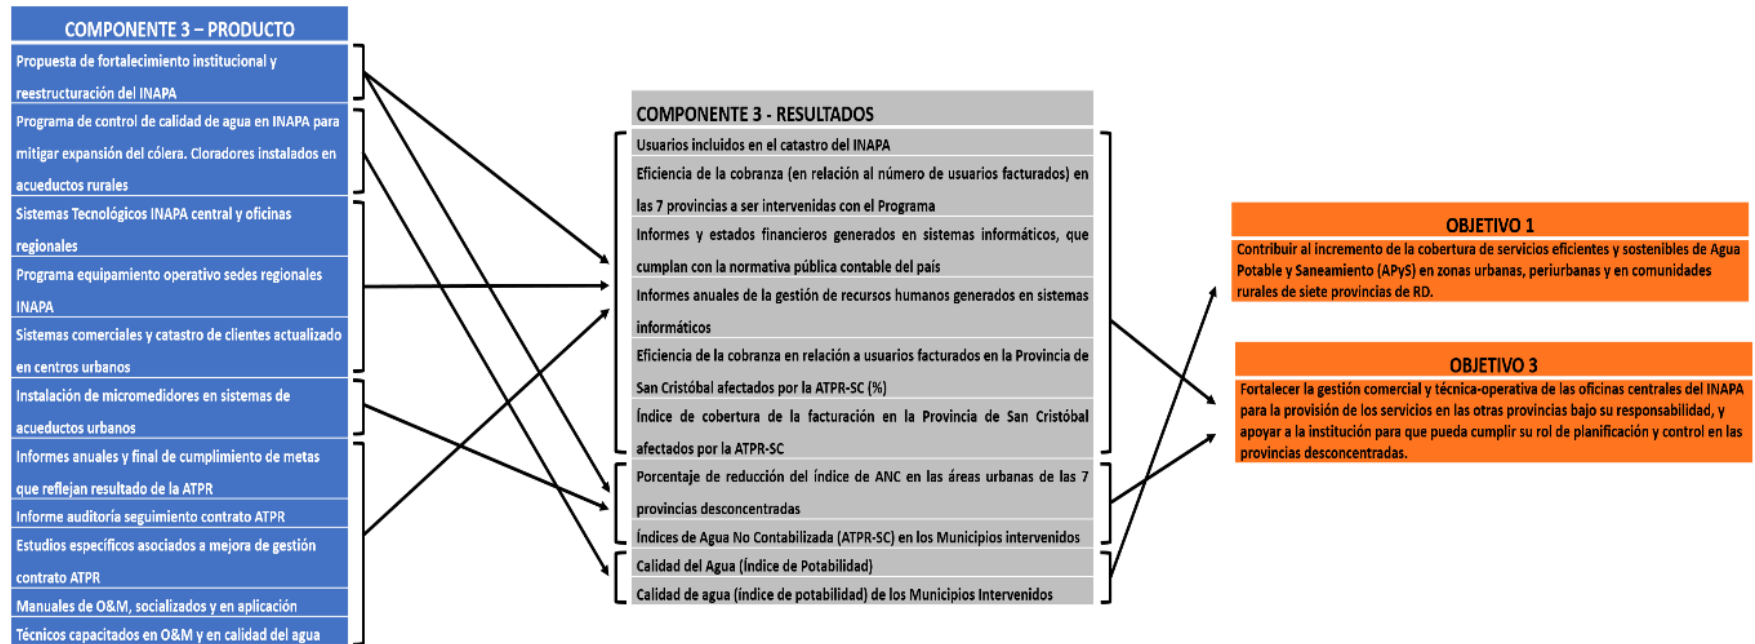 COMPONENTE 3 – PRODUCTO
Propuesta de fortalecimiento institucional y
reestructuración del INAPA
Programa de control de calidad de agua en INAPA para
mitigar expansión del cólera. Cloradores instalados en
acueductos rurales
Sistemas Tecnológicos INAPA central y oficinas
regionales
Programa equipamiento operativo sedes regionales
INAPA
Sistemas comerciales y catastro de clientes actualizado
en centros urbanos
Instalación de micromedidores en sistemas de
acueductos urbanos
Informes anuales y final de cumplimiento de metas
que reflejan resultado de la ATPR
Informe auditoría seguimiento contrato ATPR
Estudios específicos asociados a mejora de gestión
contrato ATPR
Manuales de O&M, socializados y en aplicación
Técnicos capacitados en O&M y en calidad del agua
COMPONENTE 3 - RESULTADOS
Usuarios incluidos en el catastro del INAPA
Eficiencia de la cobranza (en relación al número de usuarios facturados) en
las 7 provincias a ser intervenidas con el Programa
Informes y estados financieros generados en sistemas informáticos, que
cumplan con la normativa pública contable del país
Informes anuales de la gestión de recursos humanos generados en sistemas
informáticos
Eficiencia de la cobranza en relación a usuarios facturados en la Provincia de
San Cristóbal afectados por la ATPR-SC (%)
Índice de cobertura de la facturación en la Provincia de San Cristóbal
afectados por la ATPR-SC
Porcentaje de reducción del índice de ANC en las áreas urbanas de las 7
provincias desconcentradas
Índices de Agua No Contabilizada (ATPR-SC) en los Municipios intervenidos
Calidad del Agua (Índice de Potabilidad)
Calidad de agua (índice de potabilidad) de los Municipios Intervenidos
OBJETIVO 1
Contribuir al incremento de la cobertura de servicios eficientes y sostenibles de Agua
Potable y Saneamiento (APyS) en zonas urbanas, periurbanas y en comunidades
rurales de siete provincias de RD.
OBJETIVO 3
Fortalecer la gestión comercial y técnica-operativa de las oficinas centrales del INAPA
para la provisión de los servicios en las otras provincias bajo su responsabilidad, y
apoyar a la institución para que pueda cumplir su rol de planificación y control en las
provincias desconcentradas.